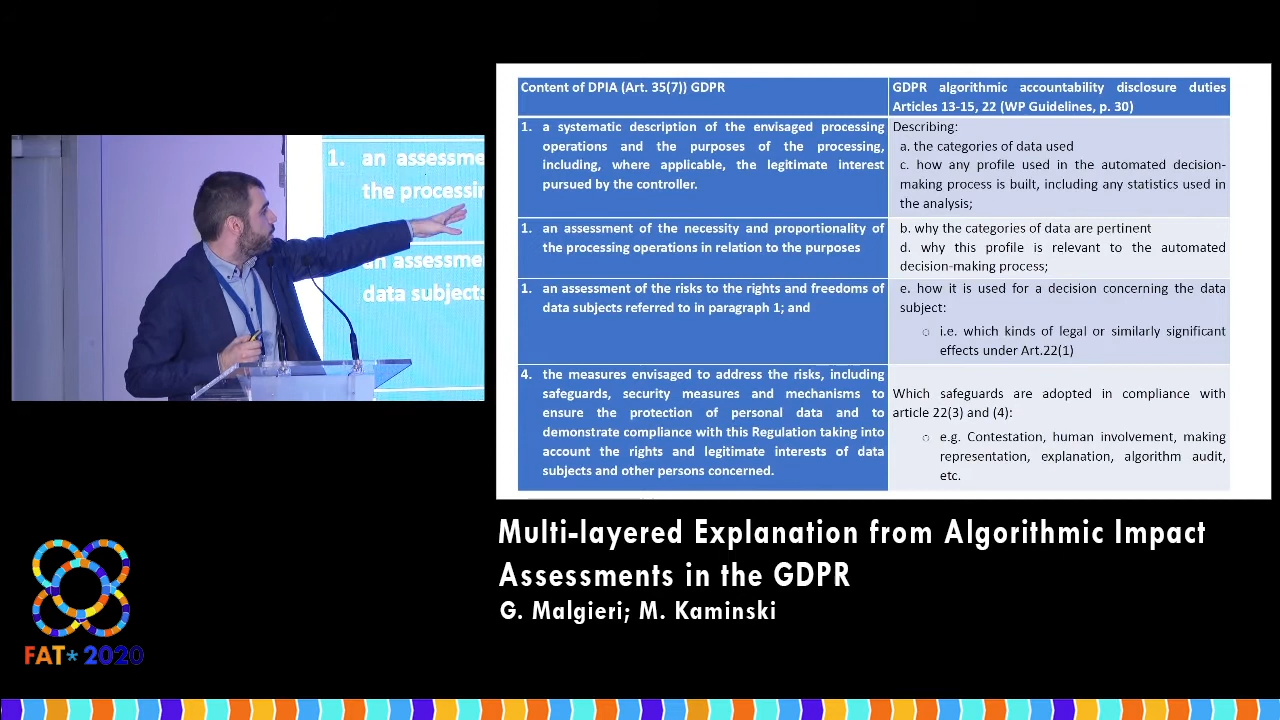 1. an assessme
the processin
an assessme
data subjects
Content of DPIA (Art. 35(7)) GDPR
GDPR algorithmic accountability disclosure duties
Articles 13-15, 22 (WP Guidelines, p. 30)
1. a systematic description of the envisaged processing
operations and the purposes of the processing,
including, where applicable, the legitimate interest
pursued by the controller.
Describing:
a. the categories of data used
c. how any profile used in the automated decision-
making process is built, including any statistics used in
the analysis;
1. an assessment of the necessity and proportionality of
the processing operations in relation to the purposes
b. why the categories of data are pertinent
d. why this profile is relevant to the automated
decision-making process;
1. an assessment of the risks to the rights and freedoms of
data subjects referred to in paragraph 1; and
e. how it is used for a decision concerning the data
subject:
○ i.e. which kinds of legal or similarly significant
effects under Art.22(1)
4. the measures envisaged to address the risks, including
safeguards, security measures and mechanisms to
ensure the protection of personal data and to
demonstrate compliance with this Regulation taking into
account the rights and legitimate interests of data
subjects and other persons concerned.
Which safeguards are adopted in compliance with
article 22(3) and (4):
○ e.g. Contestation, human involvement, making
representation, explanation, algorithm audit,
etc.
Multi-layered Explanation from Algorithmic Impact
Assessments in the GDPR
G. Malgieri; M. Kaminski
FAT* 2020